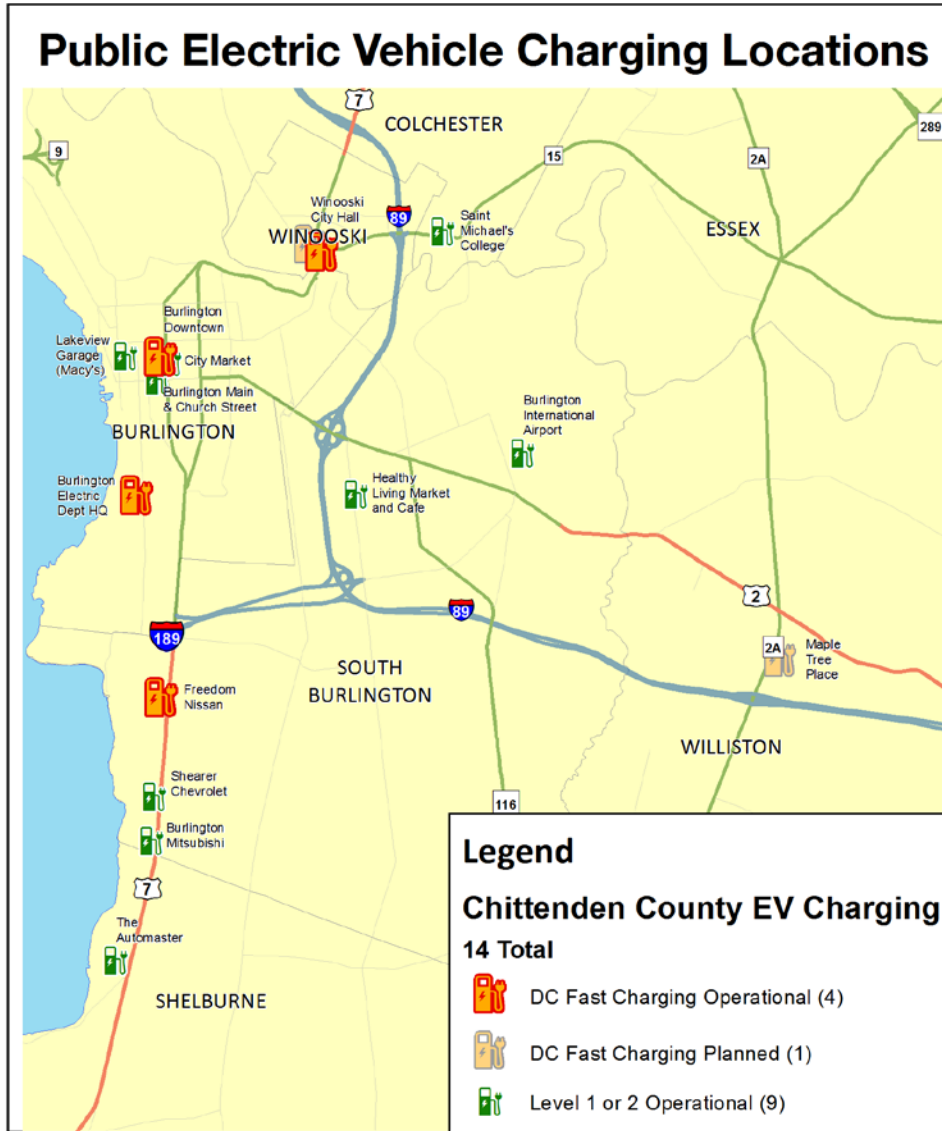 Public Electric Vehicle Charging Locations
7
COLCHESTER
9
15
2A
289
Winooski
City Hall
WINOOSKI
89
Saint
Michael's
College
ESSEX
Burlington
Downtown
Lakeview
Garage
(Macy's)
City Market
Burlington Main
& Church Street
BURLINGTON
Burlington
International
Airport
Burlington
Electric
Dept HQ
Healthy
Living Market
and Cafe
2
89
189
2A
Maple
Tree
Place
SOUTH
BURLINGTON
Freedom
Nissan
WILLISTON
Shearer
Chevrolet
116
Burlington
Mitsubishi
7
The
Automaster
SHELBURNE
Legend
Chittenden County EV Charging
14 Total
DC Fast Charging Operational (4)
DC Fast Charging Planned (1)
Level 1 or 2 Operational (9)